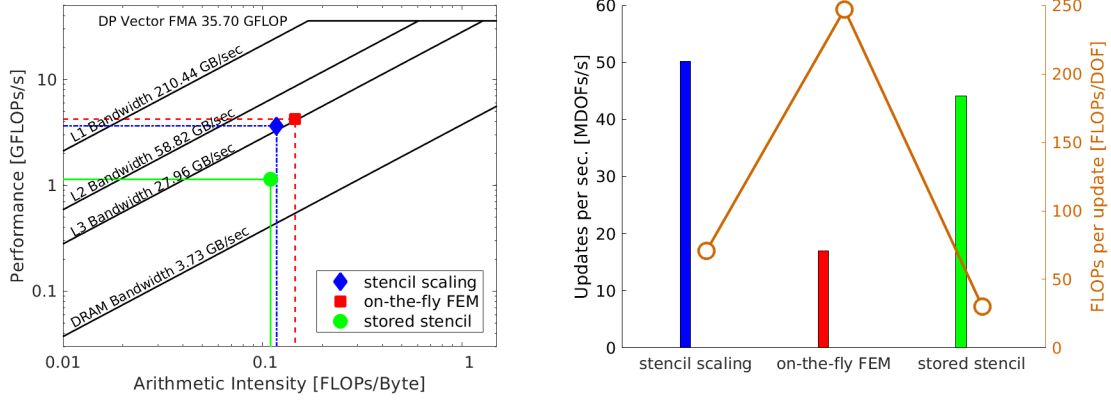 DP Vector FMA 35.70 GFLOP
L1 Bandwidth 210.44 GB/sec
L2 Bandwidth 58.82 GB/sec
L3 Bandwidth 27.96 GB/sec
DRAM Bandwidth 3.73 GB/sec
Performance [GFLOPs/s]
10
1
0.1
stencil scaling
on-the-fly FEM
stored stencil
0.01
0.1
1
Arithmetic Intensity [FLOPs/Byte]
Updates per sec. [MDOFs/s]
60
50
40
30
20
10
0
stencil scaling
on-the-fly FEM
stored stencil
250
200
150
100
50
0
FLOPs per update [FLOPs/DOF]